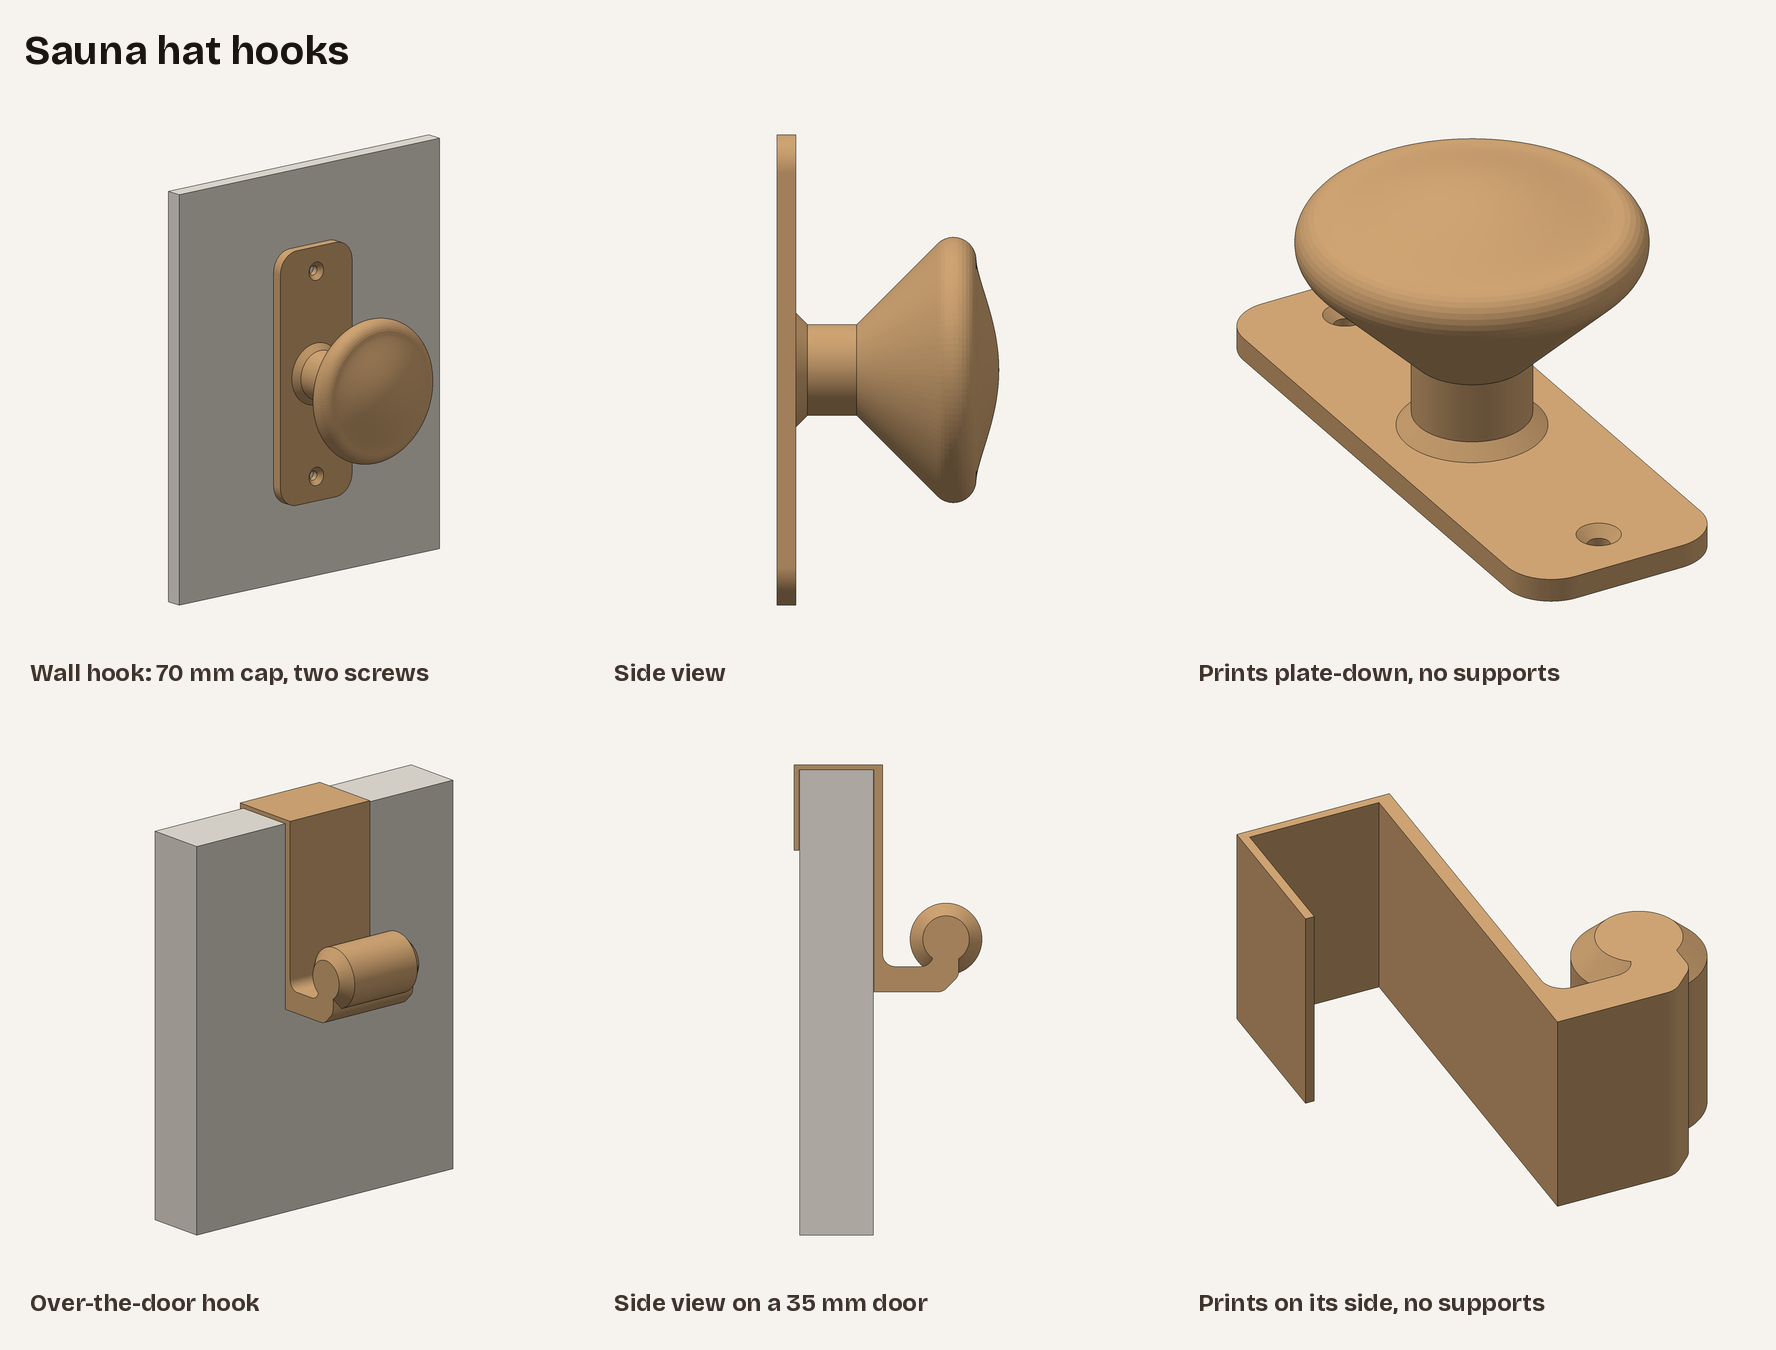 Sauna hat hooks
Wall hook: 70 mm cap, two screws
Side view
Prints plate-down, no supports
Over-the-door hook
Side view on a 35 mm door
Prints on its side, no supports